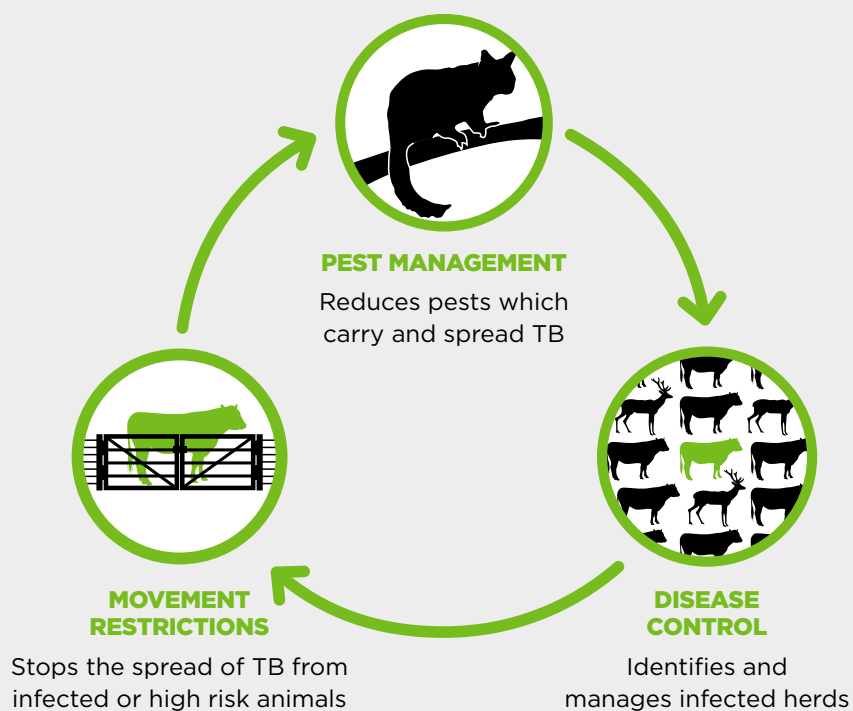 PEST MANAGEMENT
Reduces pests which
carry and spread TB
MOVEMENT
RESTRICTIONS
Stops the spread of TB from
infected or high risk animals
DISEASE
CONTROL
Identifies and
manages infected herds